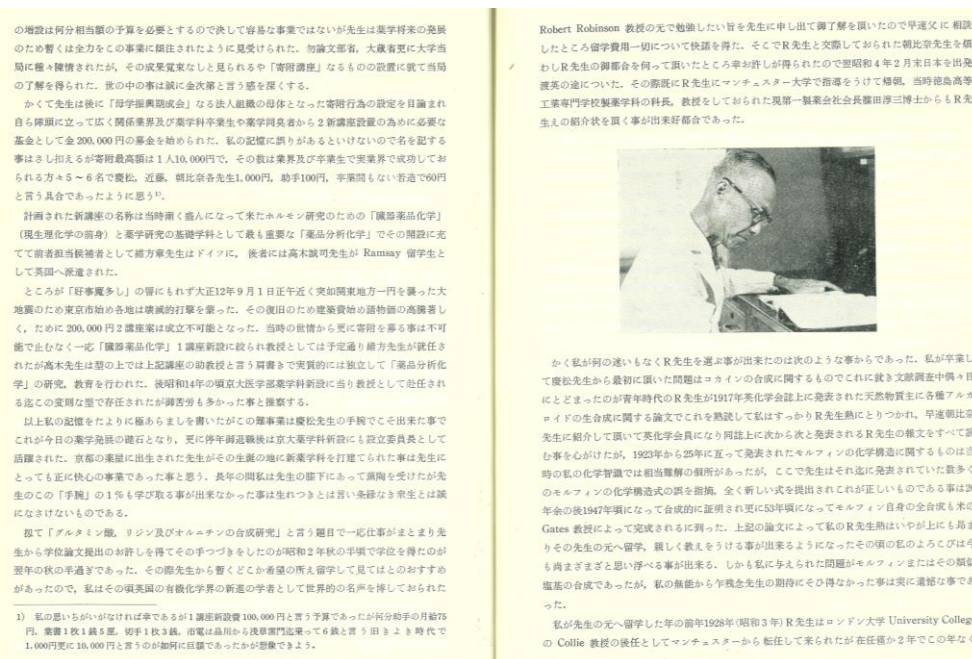 の増設は何分相当額の予算を必要とするので決して容易な事業ではないが先生は薬学将来の発展
のため暫くは全力をこの事業に傾注されたように見受けられた。勿論文部省，大蔵省更に大学当
局に種々陳情されたが，その成果覚束なしと見られるや「寄附講座」なるものの設置に就て当局
の了解を得られた。世の中の事は誠に金次第と言う感を深くする。
かくて先生は後に「母学振興期成会」なる法人組織の母体となった寄附行為の設定を目論まれ
自ら陣頭に立って広く関係業界及び薬学科卒業生や薬学同臭者から2新講座設置の為めに必要な
基金として金200,000円の募金を始められた。私の記憶に誤りがあるといけないので名を記する
事はさし扣えるが寄附最高額は1人10,000円，その数は業界及び卒業生で実業界で成功してお
られる方々5～6名で慶松，近藤，朝比奈各先生1,000円，助手100円，卒業間もない若造で60円
と言う具合であったように思う1)。
計画された新講座の名称は当時漸く盛んになって来たホルモン研究のための「臓器薬品化学」
（現生理化学の前身）と薬学研究の基礎学科として最も重要な「薬品分析化学」でその開設に充
てて前者担当候補者として緒方章先生はドイツに，後者には高木誠司先生が Ramsay 留学生と
して英国へ派遣された。
ところが「好事魔多し」の譬にもれず大正12年9月1日正午近く突如関東地方一円を襲った大
地震のため東京市始め各地は壊滅的打撃を蒙った。その復旧のため建築費始め諸物価の高騰著し
く，ために200,000円2講座案は成立不可能となった。当時の世情から更に寄附を募る事は不可
能で止むなく一応「臓器薬品化学」1講座新設に絞られ教授としては予定通り緒方先生が就任さ
れたが高木先生は型の上では上記講座の助教授と言う肩書きで実質的には独立して「薬品分析化
学」の研究，教育を行われた。後昭和14年の頃京大医学部薬学科新設に当り教授として赴任され
る迄この変則な型で存任されたが御苦労も多かった事と推察する。
以上私の記憶をたよりに極あらましを書いたがこの難事業は慶松先生の手腕でこそ出来た事で
これが今日の薬学発展の礎石となり，更に停年御退職後は京大薬学科新設にも設立委員長として
活躍された。京都の薬屋に出生された先生がその生誕の地に新薬学科を打建てられた事は先生に
とっても正に快心の事業であった事と思う。長年の間私は先生の膝下にあって薫陶を受けたが先
生のこの「手腕」の1％も学び取る事が出来なかった事は生れつきとは言い条縁なき衆生とは誠
になさけないものである。
扨て「グルタミン酸，リジン及びオルニチンの合成研究」と言う題目で一応仕事がまとまり先
生から学位論文提出のお許しを得てその手つづきをしたのが昭和2年秋の半頃で学位を得たのが
翌年の秋の半過ぎであった。その際先生から暫くどこか希望の所え留学して見てはとのおすすめ
があったので，私はその頃英国の有機化学界の新進の学者として世界的の名声を博しておられた
1) 私の思いちがいがなければ幸であるが1講座新設費100,000円と言う予算であったが何分助手の月給75
円，葉書1枚1銭5厘，切手1枚3銭，市電は品川から浅草雷門迄乗って6銭と言う旧きよき時代で
1,000円更に10,000円と言うのが如何に巨額であったかが想像できよう。
Robert Robinson 教授の元で勉強したい旨を先生に申し出て御了解を頂いたので早速父に相談
したところ留学費用一切について快諾を得た。そこでR先生と交際しておられた朝比奈先生を煩
わしR先生の御都合を伺って頂いたところ幸お許しが得られたので翌昭和4年2月末日本を出発
渡英の途についた。その際既にR先生にマンチェスター大学で指導をうけて帰朝，当時徳島高等
工業専門学校製薬学科の科長，教授をしておられた現第一製薬会社会長藤田淳三博士からもR先
生えの紹介状を頂く事が出来好都合であった。
かく私が何の迷いもなくR先生を選ぶ事が出来たのは次のような事からであった。私が卒業し
て慶松先生から最初に頂いた問題はコカインの合成に関するものでこれに就き文献調査中偶々目
にとどまったのが青年時代のR先生が1917年英化学会誌上に発表された天然物質主に各種アルカ
ロイドの生合成に関する論文でこれを熟読して私はすっかりR先生熱にとりつかれ，早速朝比奈
先生に紹介して頂いて英化学会員になり同誌上に次から次と発表されるR先生の報文をすべて読
む事を心がけたが，1923年から25年に亘って発表されたモルフィンの化学構造に関するものは当
時の私の化学智識では相当難解の個所があったが，ここで先生はそれ迄に発表されていた数多く
のモルフィンの化学構造式の誤を指摘，全く新しい式を提出されこれが正しいものである事は20
年余の後1947年頃になって合成的に証明され更に53年頃になってモルフィン自身の全合成も米の
Gates 教授によって完成されるに到った。上記の論文によって私のR先生熱はいやが上にも昂ま
りその先生の元へ留学，親しく教えをうける事が出来るようになったその頃の私のよろこびは今
も尚まざまざと思い浮べる事が出来る。しかも私に与えられた問題がモルフィンまたはその類似
塩基の合成であったが，私の無能から乍残念先生の期待にそひ得なかった事は実に遺憾な事であ
った。
私が先生の元へ留学した年の前年1928年（昭和3年）R先生はロンドン大学 University College
の Collie 教授の後任としてマンチェスターから転任して来られたが在任僅か2年でこの年なく